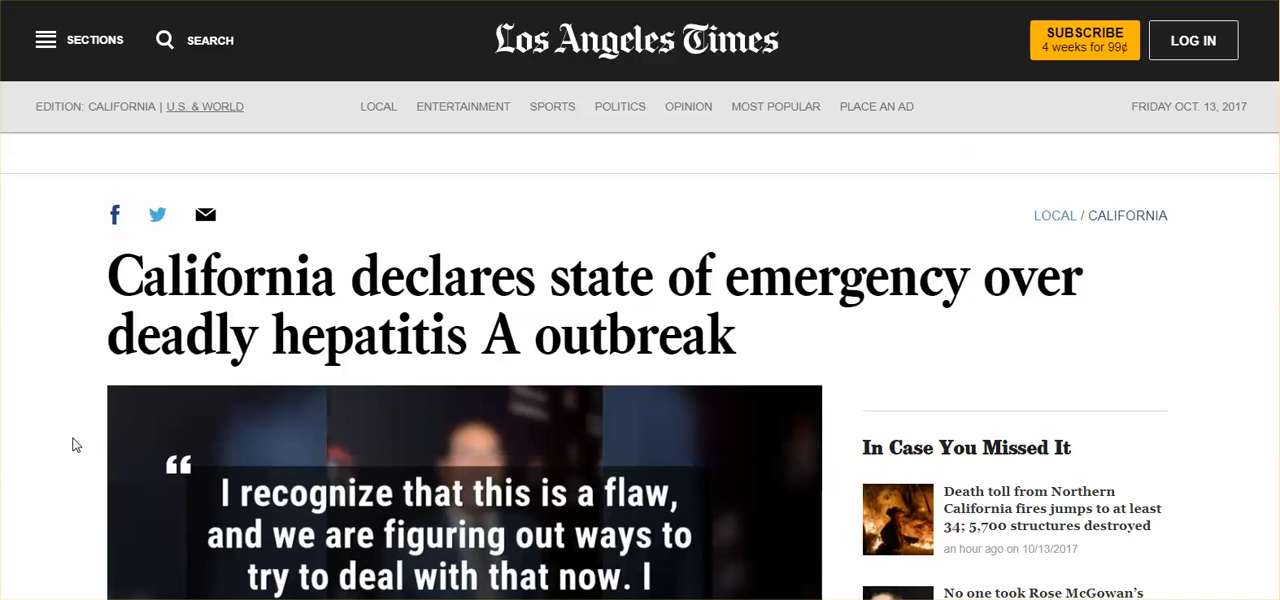 SECTIONS
SEARCH
Los Angeles Times
SUBSCRIBE
4 weeks for 99¢
LOG IN
EDITION: CALIFORNIA | U.S. & WORLD
LOCAL ENTERTAINMENT SPORTS POLITICS OPINION MOST POPULAR PLACE AN AD
FRIDAY OCT. 13, 2017
LOCAL / CALIFORNIA
California declares state of emergency over
deadly hepatitis A outbreak
“
I recognize that this is a flaw,
and we are figuring out ways to
try to deal with that now. I
In Case You Missed It
Death toll from Northern
California fires jumps to at least
34; 5,700 structures destroyed
an hour ago on 10/13/2017
No one took Rose McGowan’s